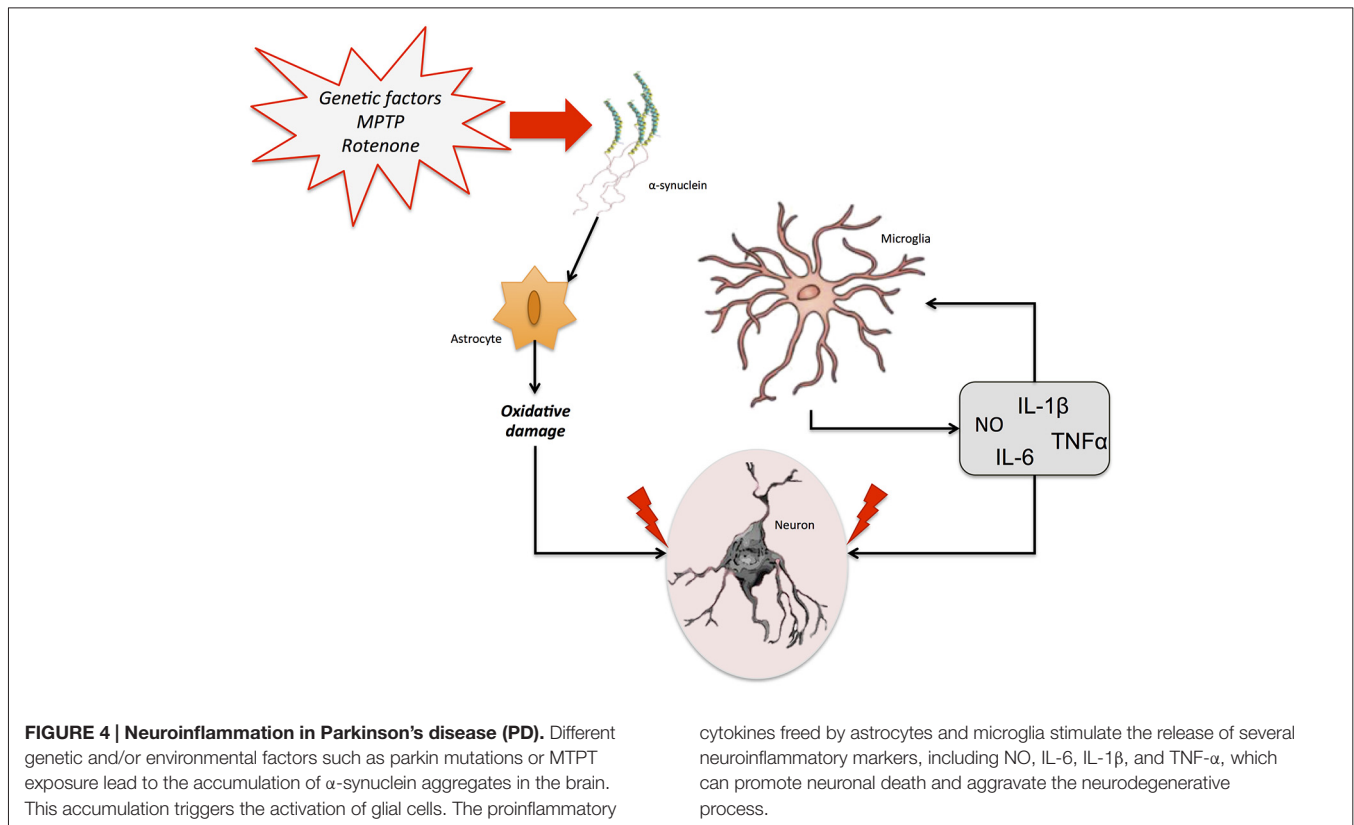 Genetic factors
MPTP
Rotenone
α-synuclein
Microglia
Astrocyte
Oxidative
damage
IL-1β
NO
TNFα
IL-6
Neuron
FIGURE 4 | Neuroinflammation in Parkinson's disease (PD). Different
genetic and/or environmental factors such as parkin mutations or MTPT
exposure lead to the accumulation of α-synuclein aggregates in the brain.
This accumulation triggers the activation of glial cells. The proinflammatory
cytokines freed by astrocytes and microglia stimulate the release of several
neuroinflammatory markers, including NO, IL-6, IL-1β, and TNF-α, which
can promote neuronal death and aggravate the neurodegenerative
process.